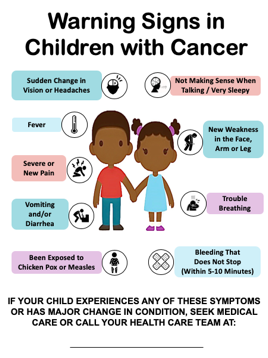 Warning Signs in
Children with Cancer
Sudden Change in
Vision or Headaches
Not Making Sense When
Talking / Very Sleepy
Fever
New Weakness
in the Face,
Arm or Leg
Severe or
New Pain
Vomiting
and/or
Diarrhea
Trouble
Breathing
Been Exposed to
Chicken Pox or Measles
Bleeding That
Does Not Stop
(Within 5-10 Minutes)
IF YOUR CHILD EXPERIENCES ANY OF THESE SYMPTOMS
OR HAS MAJOR CHANGE IN CONDITION, SEEK MEDICAL
CARE OR CALL YOUR HEALTH CARE TEAM AT: